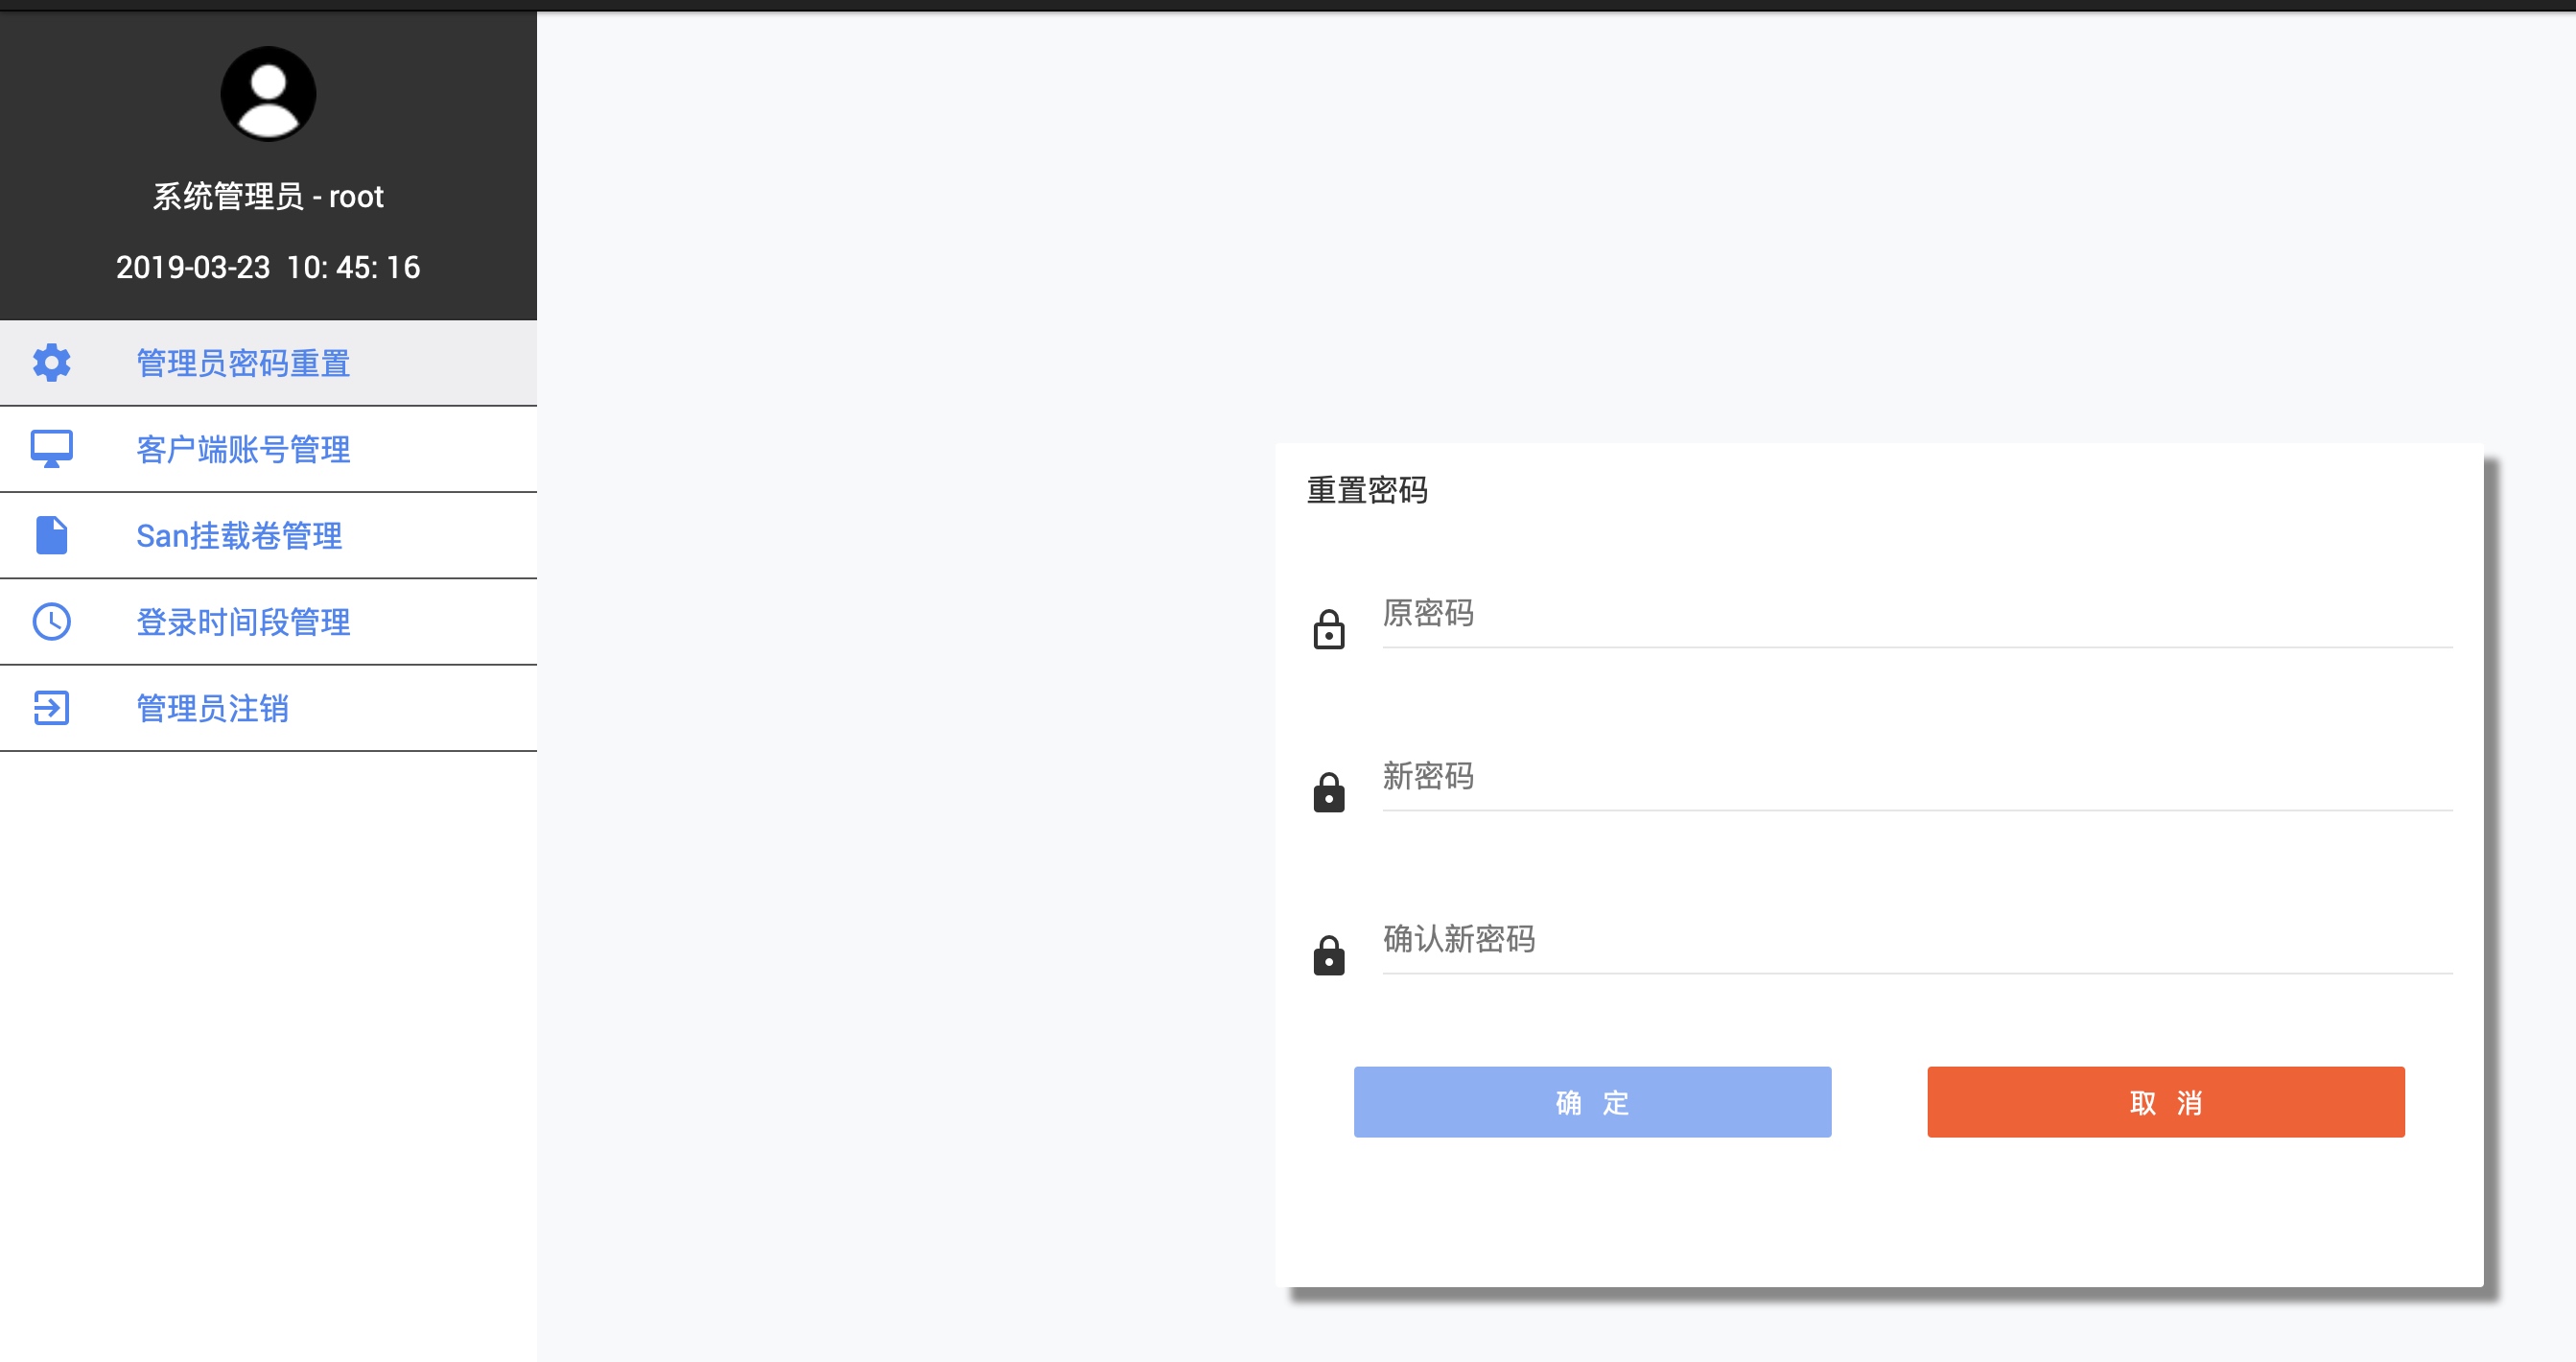 系统管理员 - root
2019-03-23 10: 45: 16
管理员密码重置
客户端账号管理
San挂载卷管理
登录时间段管理
管理员注销
重置密码
原密码
新密码
确认新密码
确 定
取 消